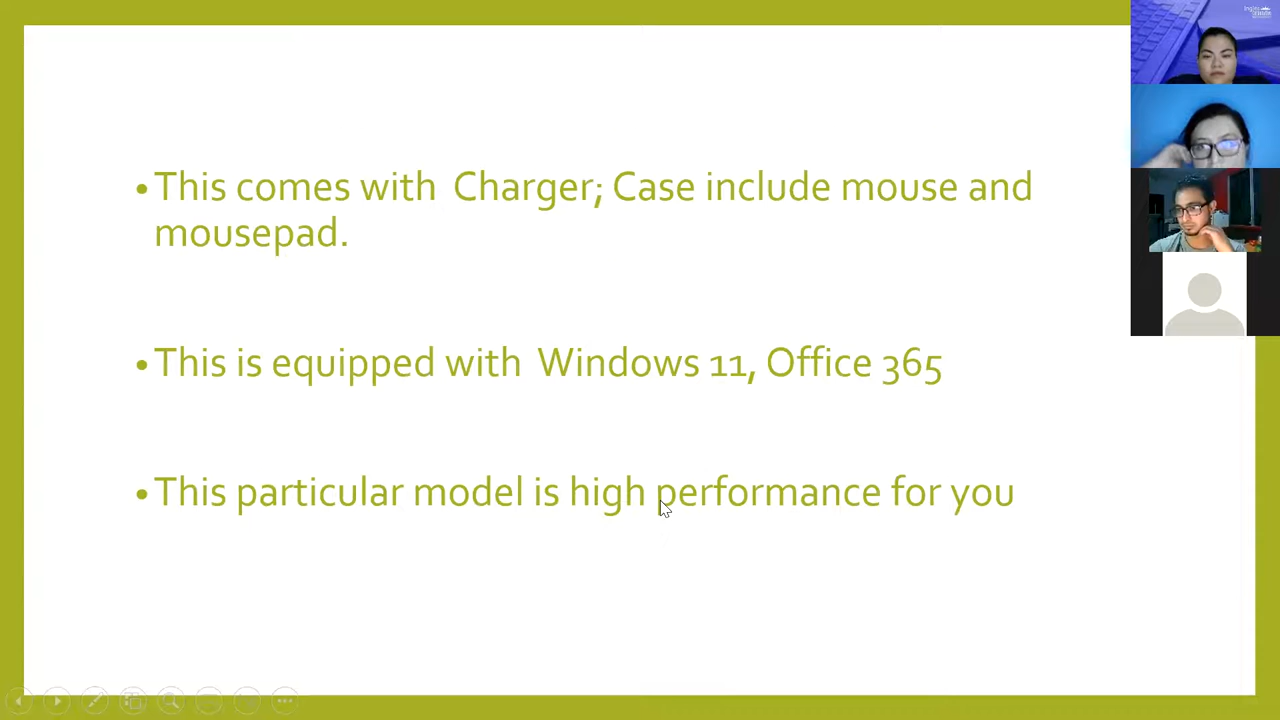 • This comes with Charger; Case include mouse and
mousepad.
• This is equipped with Windows 11, Office 365
• This particular model is high performance for you